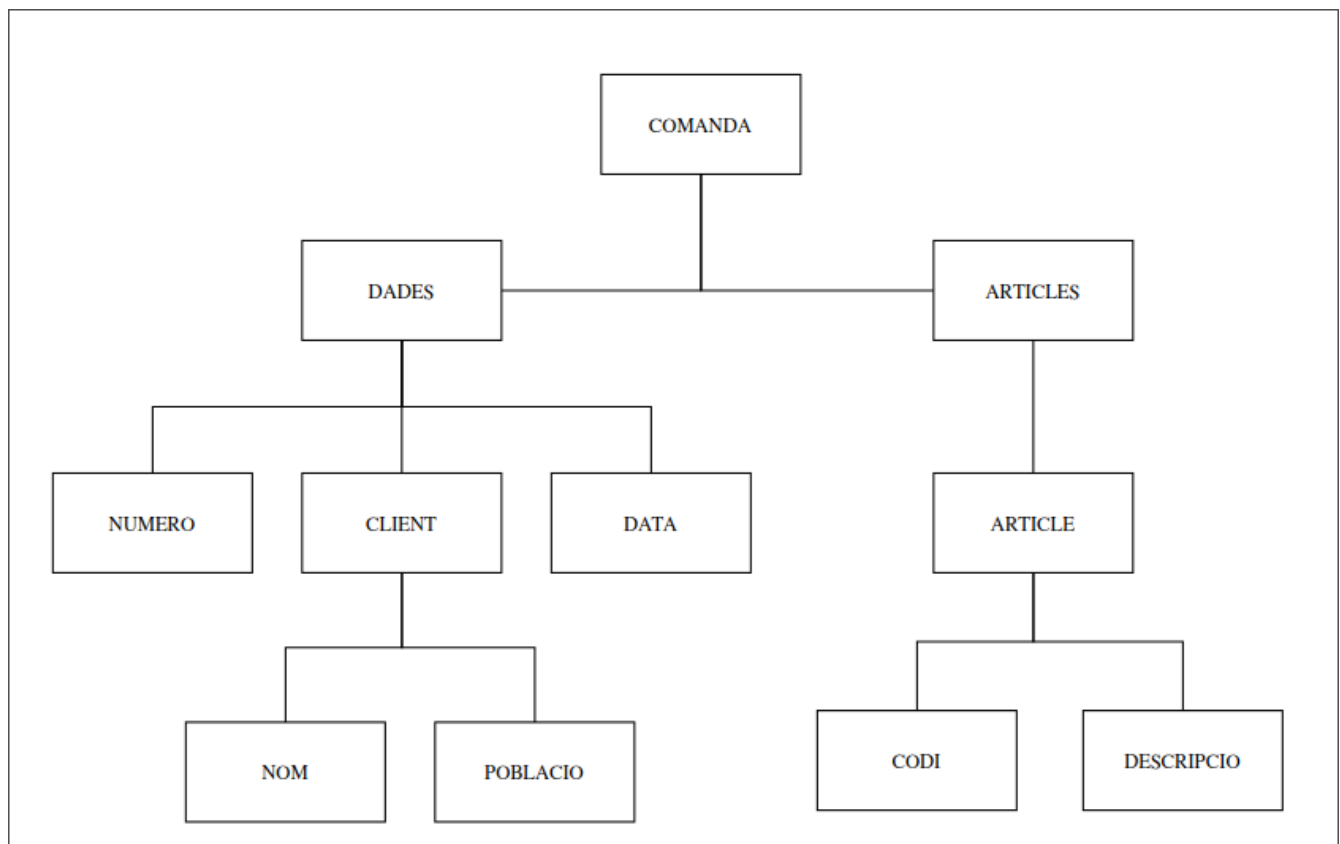 COMANDA
DADES
ARTICLES
NUMERO
CLIENT
DATA
ARTICLE
NOM
POBLACIO
CODI
DESCRIPCIO